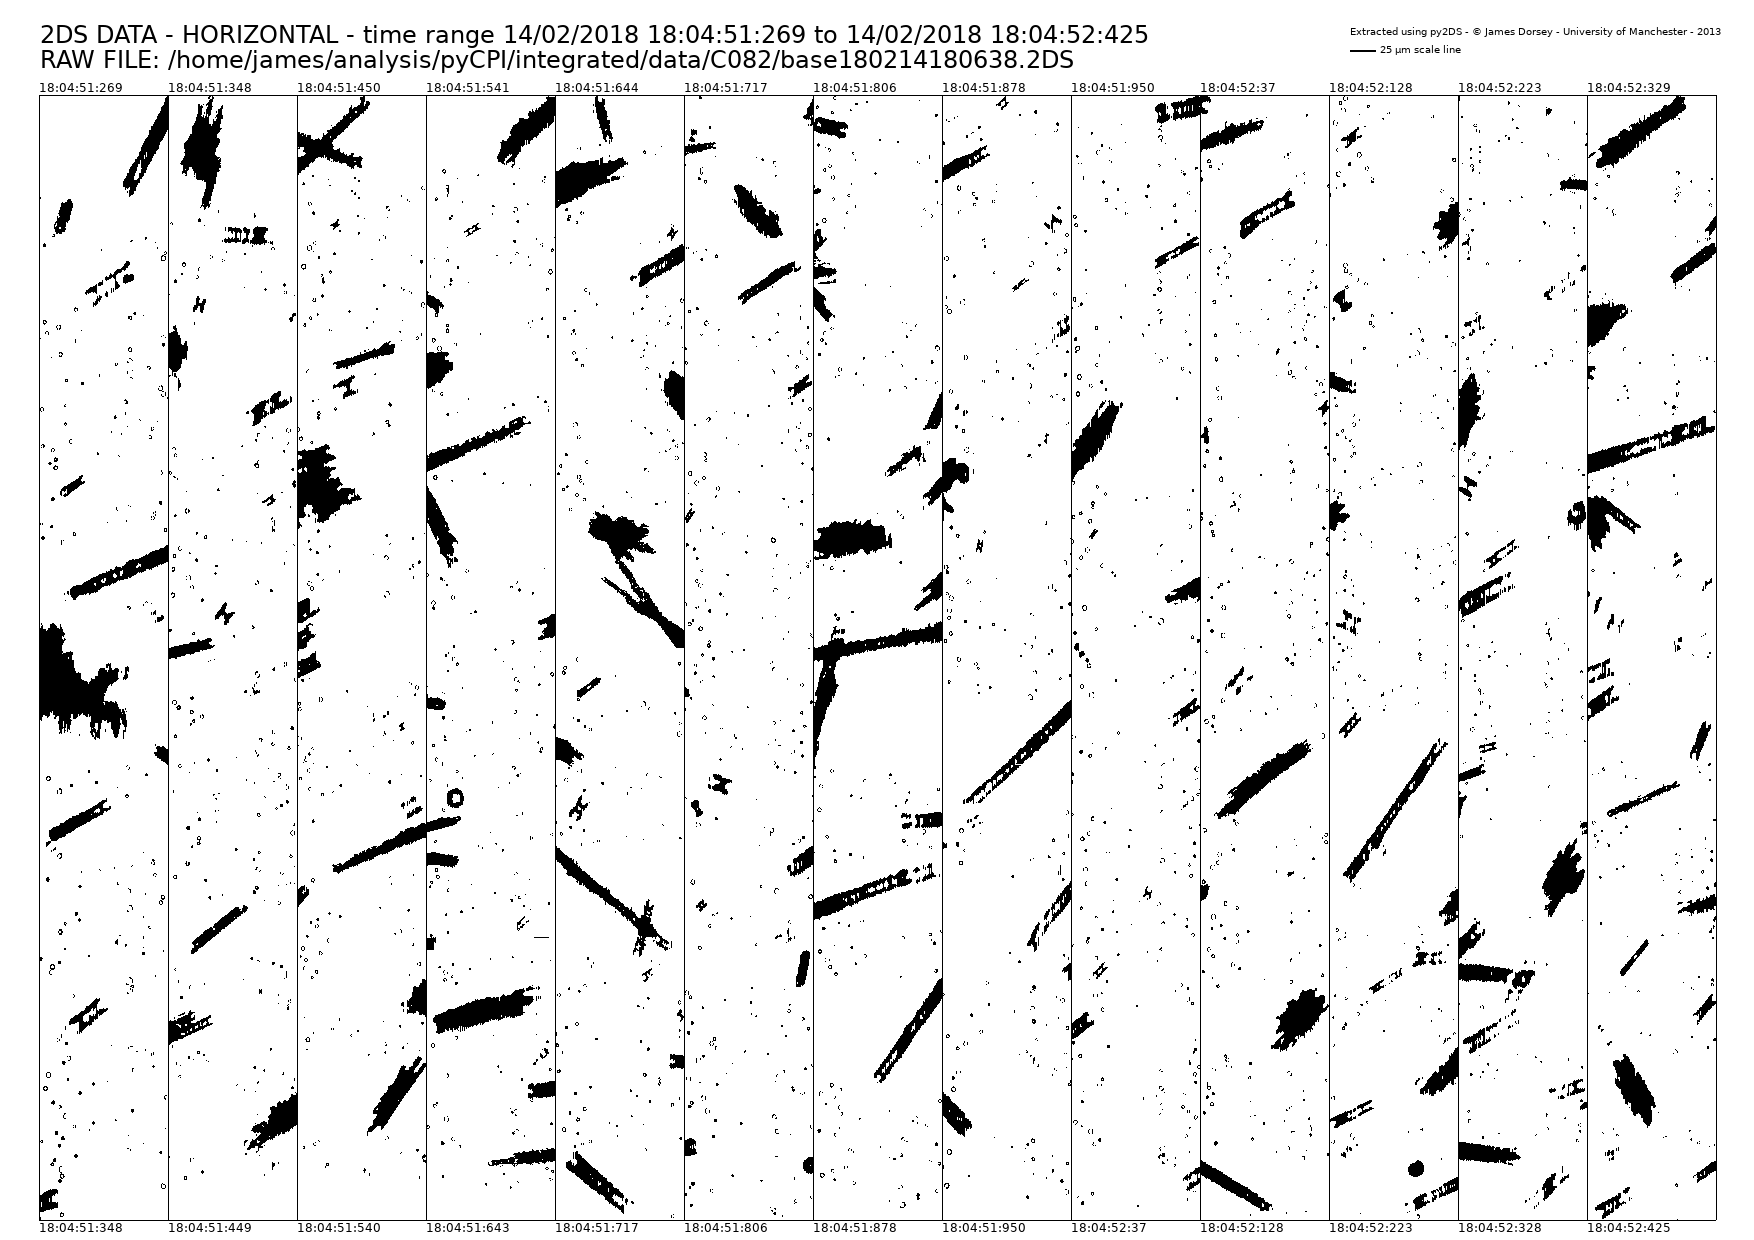 2DS DATA - HORIZONTAL - time range 14/02/2018 18:04:51:269 to 14/02/2018 18:04:52:425
RAW FILE: /home/james/analysis/pyCPI/integrated/data/C082/base180214180638.2DS
Extracted using py2DS - © James Dorsey - University of Manchester - 2013
25 µm scale line
18:04:51:269 18:04:51:348 18:04:51:450 18:04:51:541 18:04:51:644 18:04:51:717 18:04:51:806 18:04:51:878 18:04:51:950 18:04:52:37 18:04:52:128 18:04:52:223 18:04:52:329
18:04:51:348 18:04:51:449 18:04:51:540 18:04:51:643 18:04:51:717 18:04:51:806 18:04:51:878 18:04:51:950 18:04:52:37 18:04:52:128 18:04:52:223 18:04:52:328 18:04:52:425